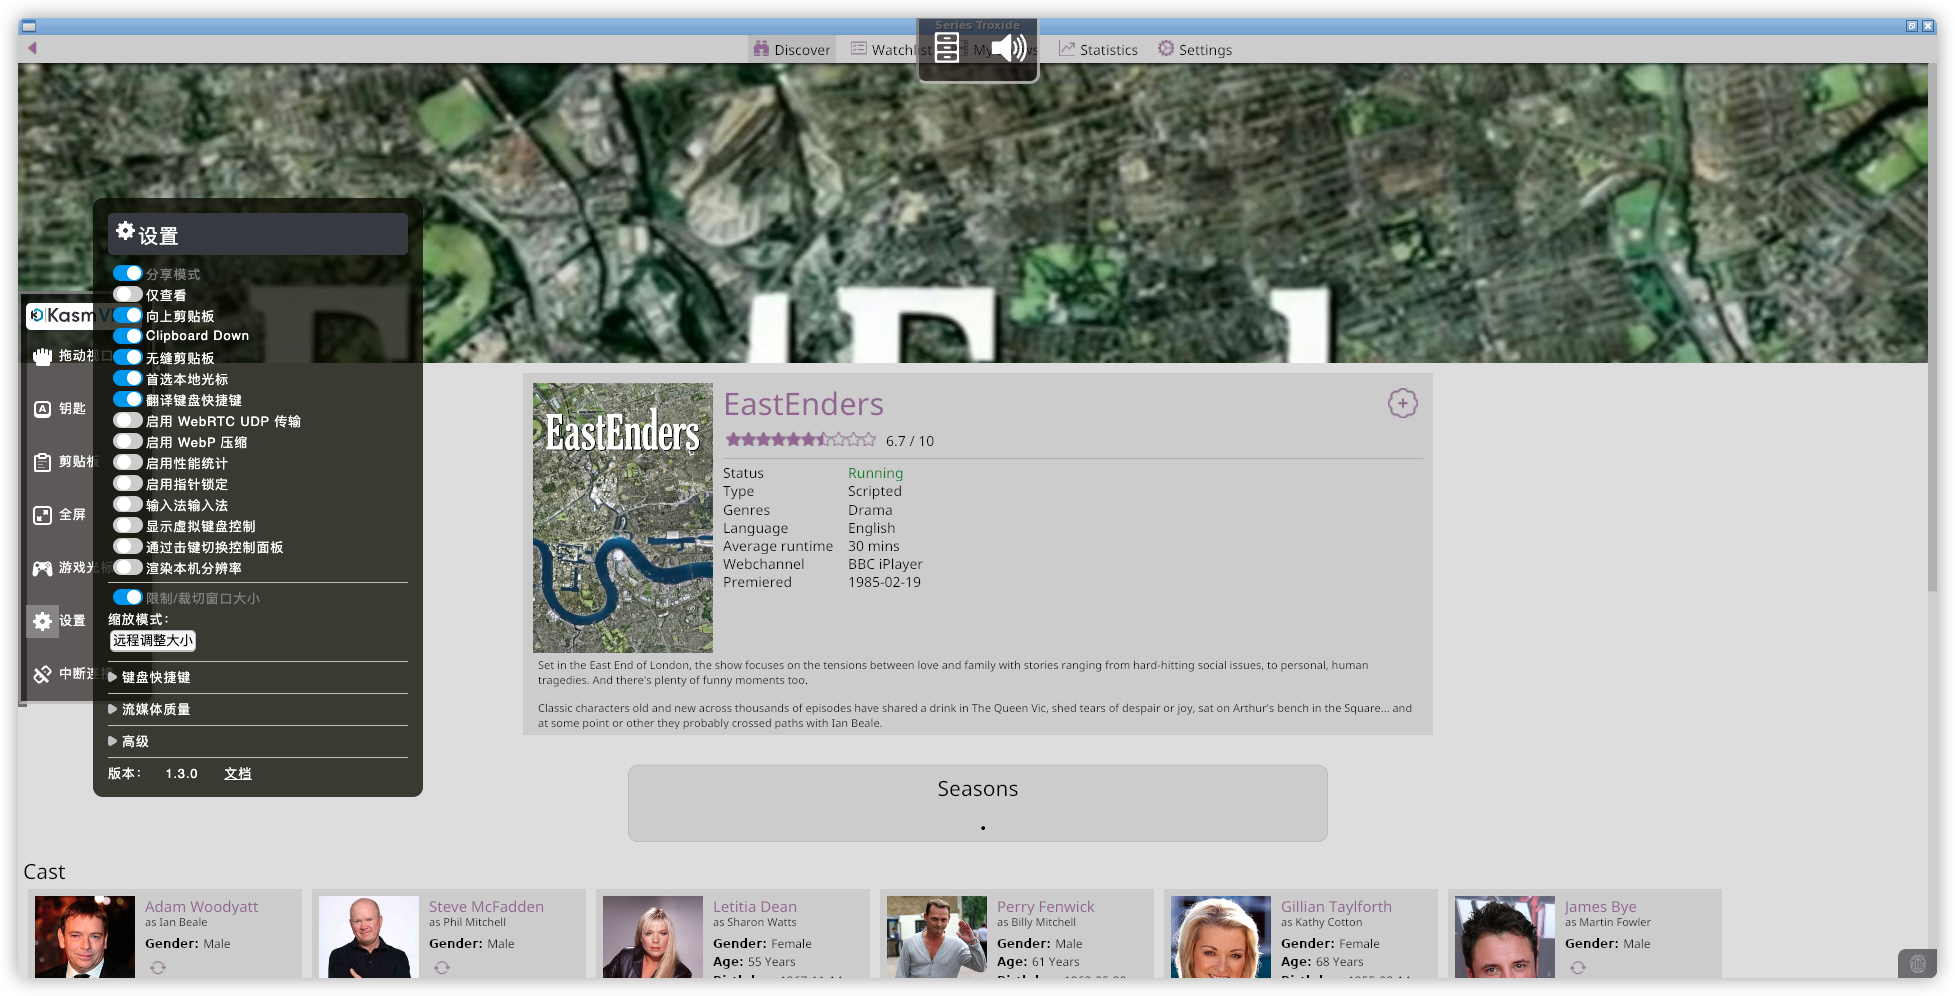 Series Troxide
Discover
Watchlist
My
Statistics
Settings
设置
分享模式
仅查看
向上剪贴板
Clipboard Down
无缝剪贴板
首选本地光标
翻译键盘快捷键
启用 WebRTC UDP 传输
启用 WebP 压缩
启用性能统计
启用指针锁定
输入法输入法
显示虚拟键盘控制
通过击键切换控制面板
渲染本机分辨率
限制/裁切窗口大小
缩放模式：
远程调整大小
键盘快捷键
流媒体质量
高级
版本： 1.3.0 文档
KasmV
拖动视口
钥匙
剪贴板
全屏
游戏光标
设置
中断连接
EastEnders
EastEnders
6.7 / 10
Status Running
Type Scripted
Genres Drama
Language English
Average runtime 30 mins
Webchannel BBC iPlayer
Premiered 1985-02-19
Set in the East End of London, the show focuses on the tensions between love and family with stories ranging from hard-hitting social issues, to personal, human
tragedies. And there's plenty of funny moments too.
Classic characters old and new across thousands of episodes have shared a drink in The Queen Vic, shed tears of despair or joy, sat on Arthur's bench in the Square... and
at some point or other they probably crossed paths with Ian Beale.
Seasons
Cast
Adam Woodyatt
as Ian Beale
Gender: Male
Steve McFadden
as Phil Mitchell
Gender: Male
Letitia Dean
as Sharon Watts
Gender: Female
Age: 55 Years
Perry Fenwick
as Billy Mitchell
Gender: Male
Age: 61 Years
Gillian Taylforth
as Kathy Cotton
Gender: Female
Age: 68 Years
James Bye
as Martin Fowler
Gender: Male